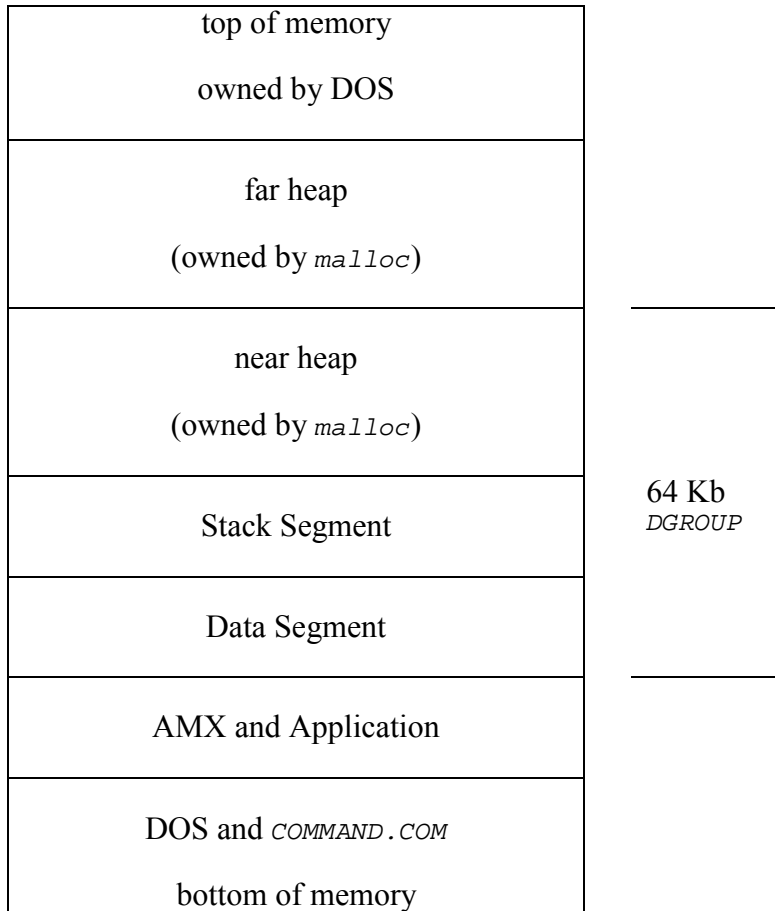 top of memory
owned by DOS
far heap
(owned by malloc)
near heap
(owned by malloc)
Stack Segment
64 Kb
DGROUP
Data Segment
AMX and Application
DOS and COMMAND.COM
bottom of memory